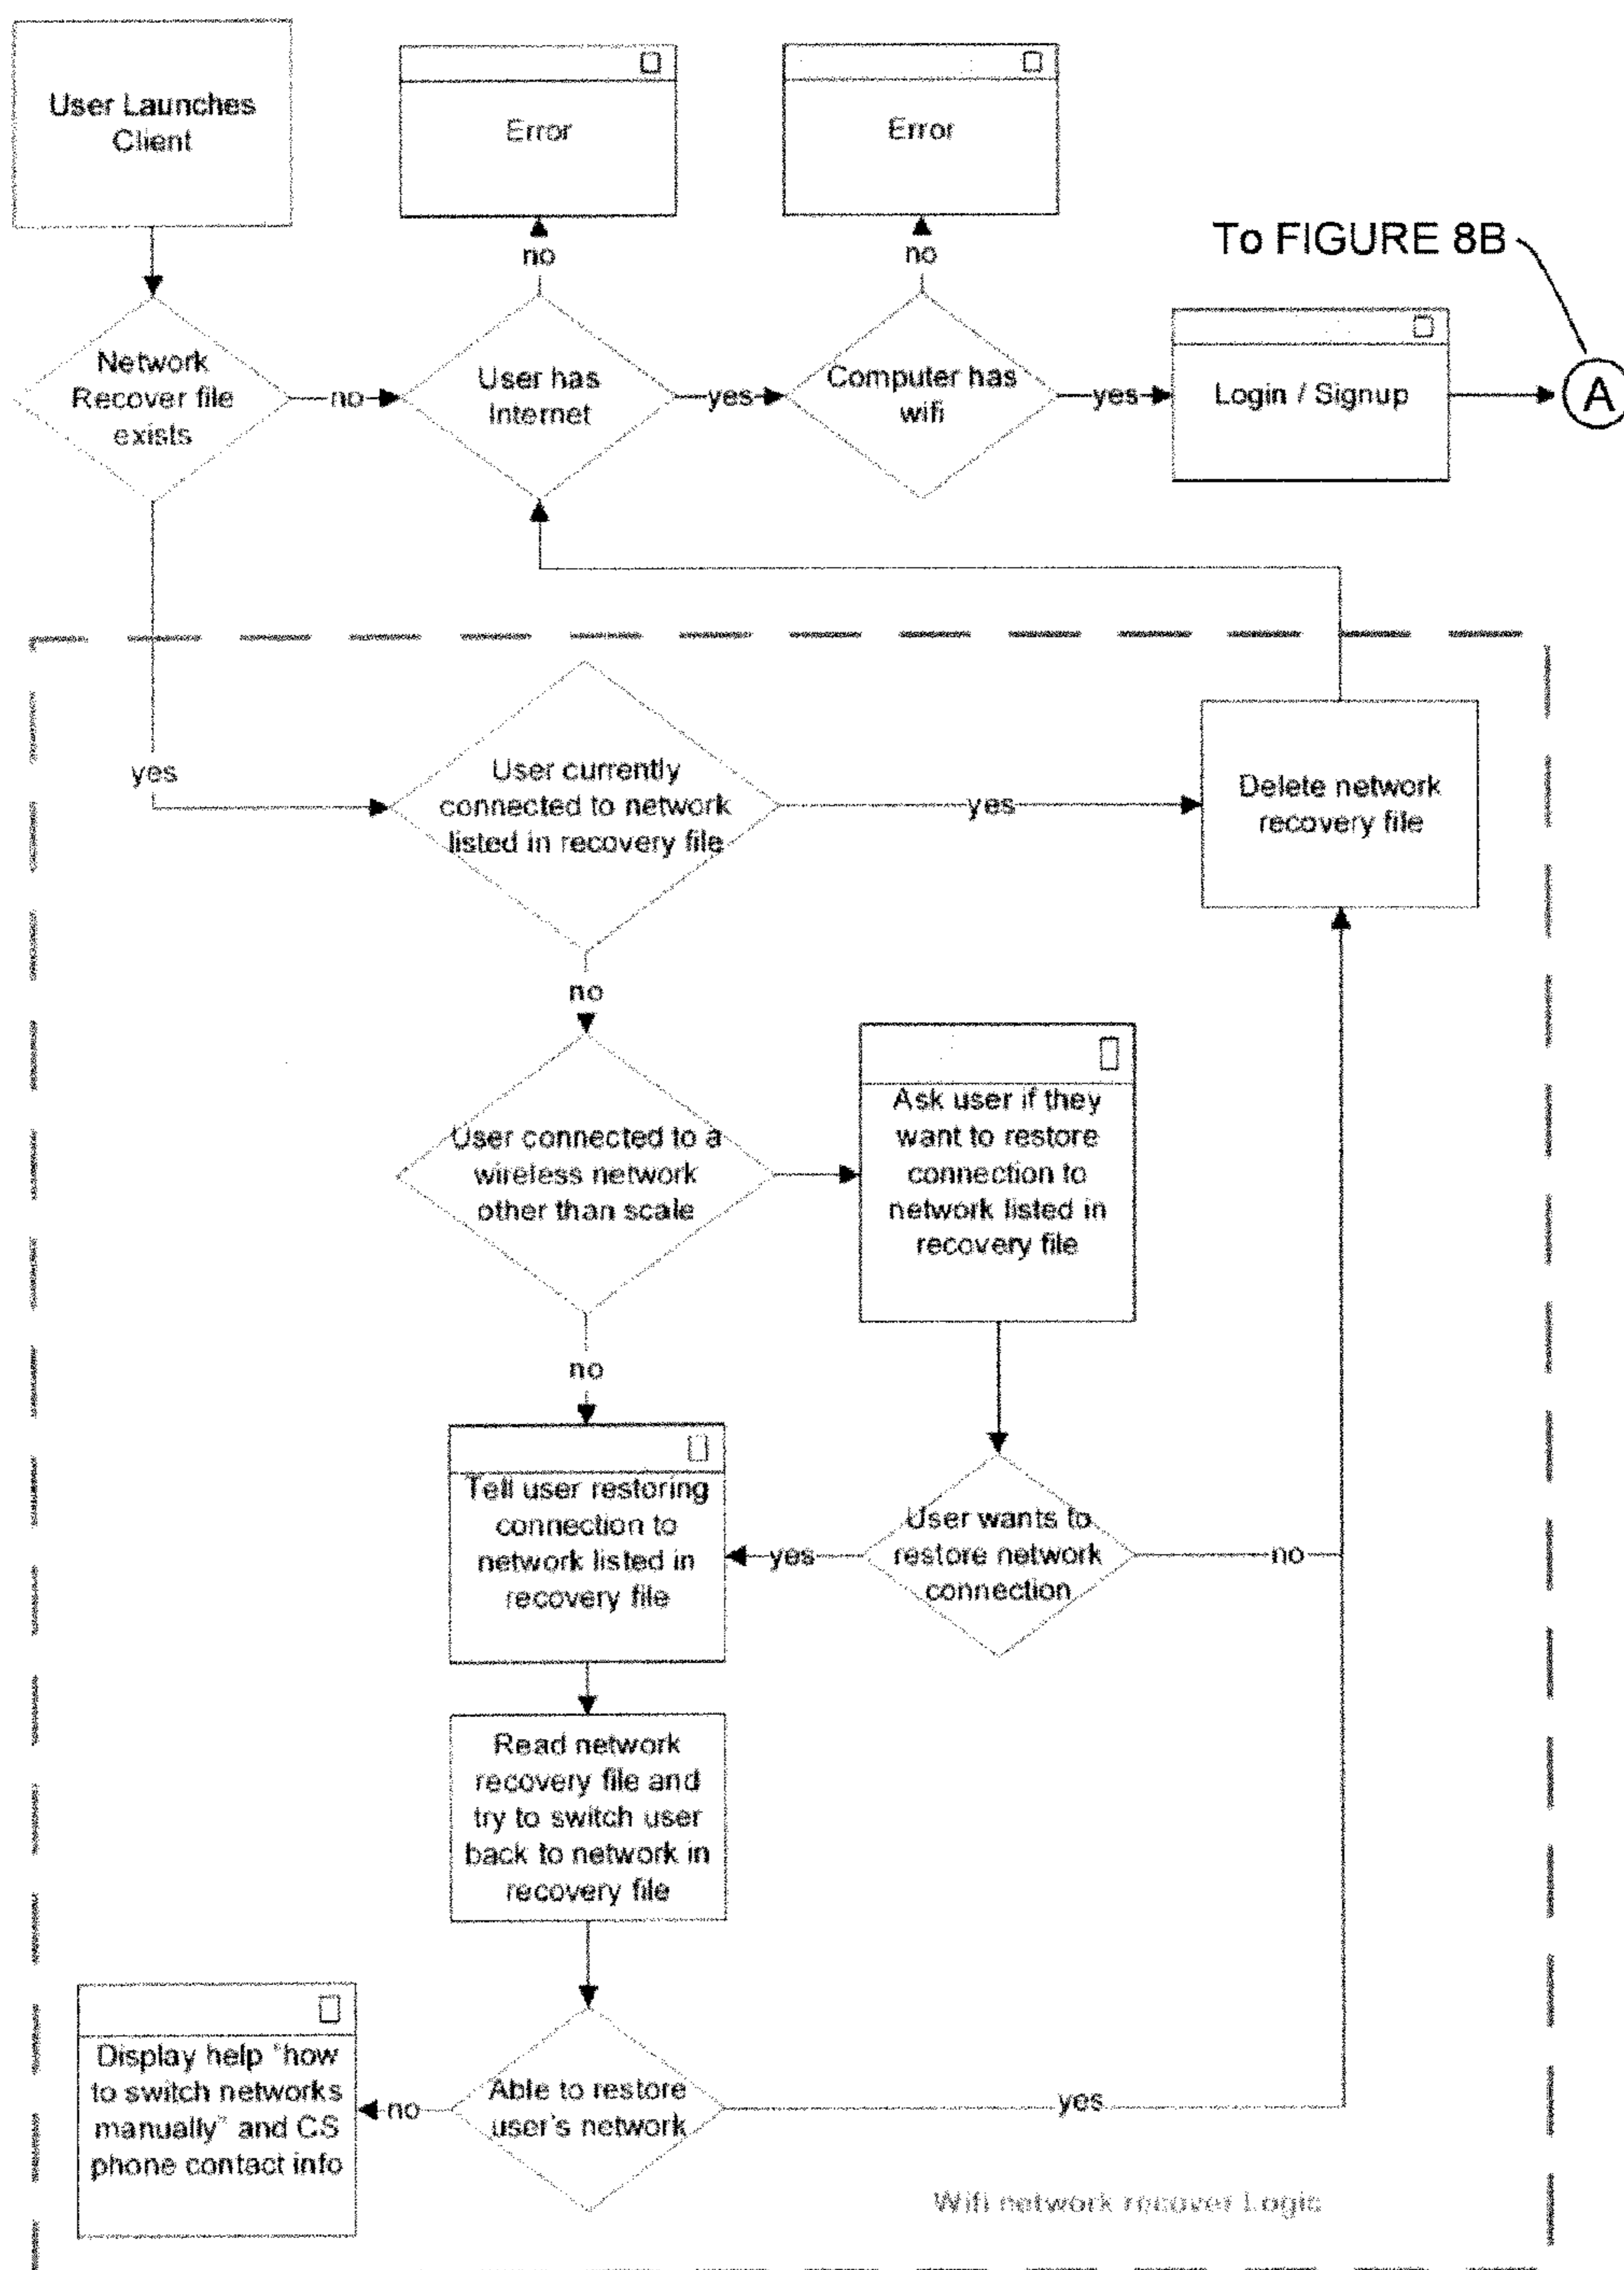 User Launches
Client
Error
Error
no
no
To FIGURE 8B
Network
Recover file
exists
no
User has
Internet
yes
Computer has
wifi
yes
Login / Signup
A
yes
User currently
connected to network
listed in recovery file
yes
Delete network
recovery file
no
User connected to a
wireless network
other than scale
Ask user if they
want to restore
connection to
network listed in
recovery file
no
Tell user restoring
connection to
network listed in
recovery file
yes
User wants to
restore network
connection
no
Read network
recovery file and
try to switch user
back to network in
recovery file
Display help "how
to switch networks
manually" and CS
phone contact info
no
Able to restore
user's network
yes
Wifi network recover Logic